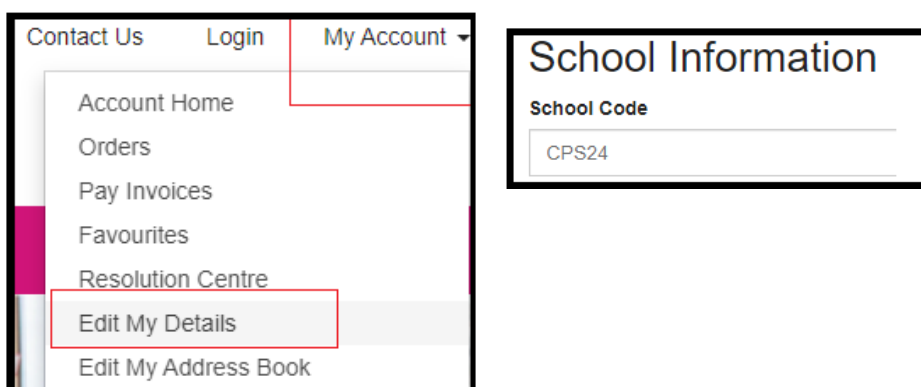 Contact Us Login My Account
Account Home
Orders
Pay Invoices
Favourites
Resolution Centre
Edit My Details
Edit My Address Book
School Information
School Code
CPS24